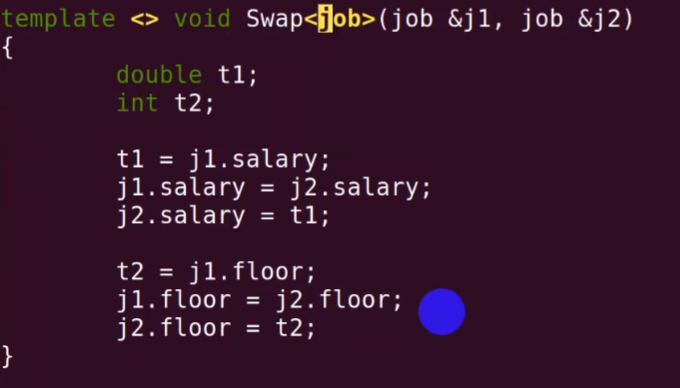 template <> void Swap<job>(job &j1, job &j2)
{
double t1;
int t2;
t1 = j1.salary;
j1.salary = j2.salary;
j2.salary = t1;
t2 = j1.floor;
j1.floor = j2.floor;
j2.floor = t2;
}